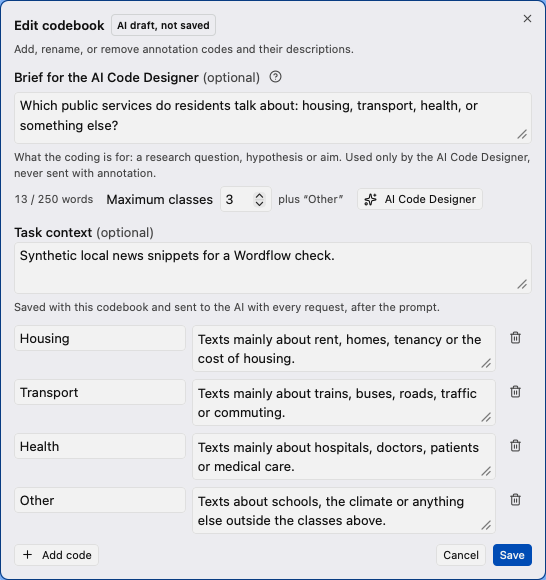 Edit codebook AI draft, not saved
Add, rename, or remove annotation codes and their descriptions.
Brief for the AI Code Designer (optional) ?
Which public services do residents talk about: housing, transport, health, or
something else?
What the coding is for: a research question, hypothesis or aim. Used only by the AI Code Designer,
never sent with annotation.
13 / 250 words Maximum classes 3 plus “Other” AI Code Designer
Task context (optional)
Synthetic local news snippets for a Wordflow check.
Saved with this codebook and sent to the AI with every request, after the prompt.
Housing
Texts mainly about rent, homes, tenancy or the
cost of housing.
Transport
Texts mainly about trains, buses, roads, traffic
or commuting.
Health
Texts mainly about hospitals, doctors, patients
or medical care.
Other
Texts about schools, the climate or anything
else outside the classes above.
+ Add code Cancel Save